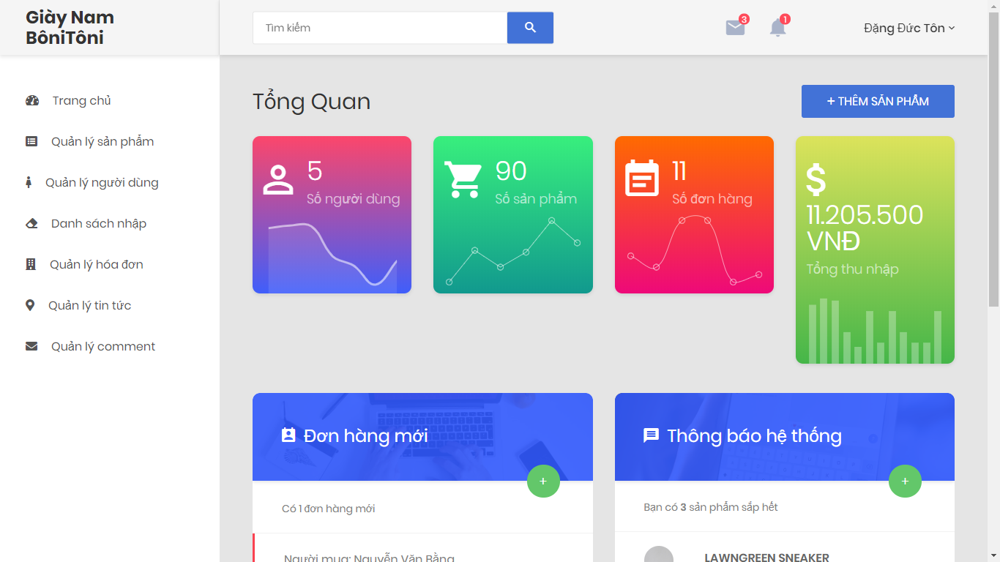 Giày Nam
BôniTôni
Tìm kiếm
3
1
Đặng Đức Tôn
Trang chủ
Quản lý sản phẩm
Quản lý người dùng
Danh sách nhập
Quản lý hóa đơn
Quản lý tin tức
Quản lý comment
Tổng Quan
+ THÊM SẢN PHẨM
5
Số người dùng
90
Số sản phẩm
11
Số đơn hàng
$
11.205.500
VNĐ
Tổng thu nhập
Đơn hàng mới
+
Có 1 đơn hàng mới
Người mua: Nguyễn Văn Bằng
Thông báo hệ thống
+
Bạn có 3 sản phẩm sắp hết
LAWNGREEN SNEAKER